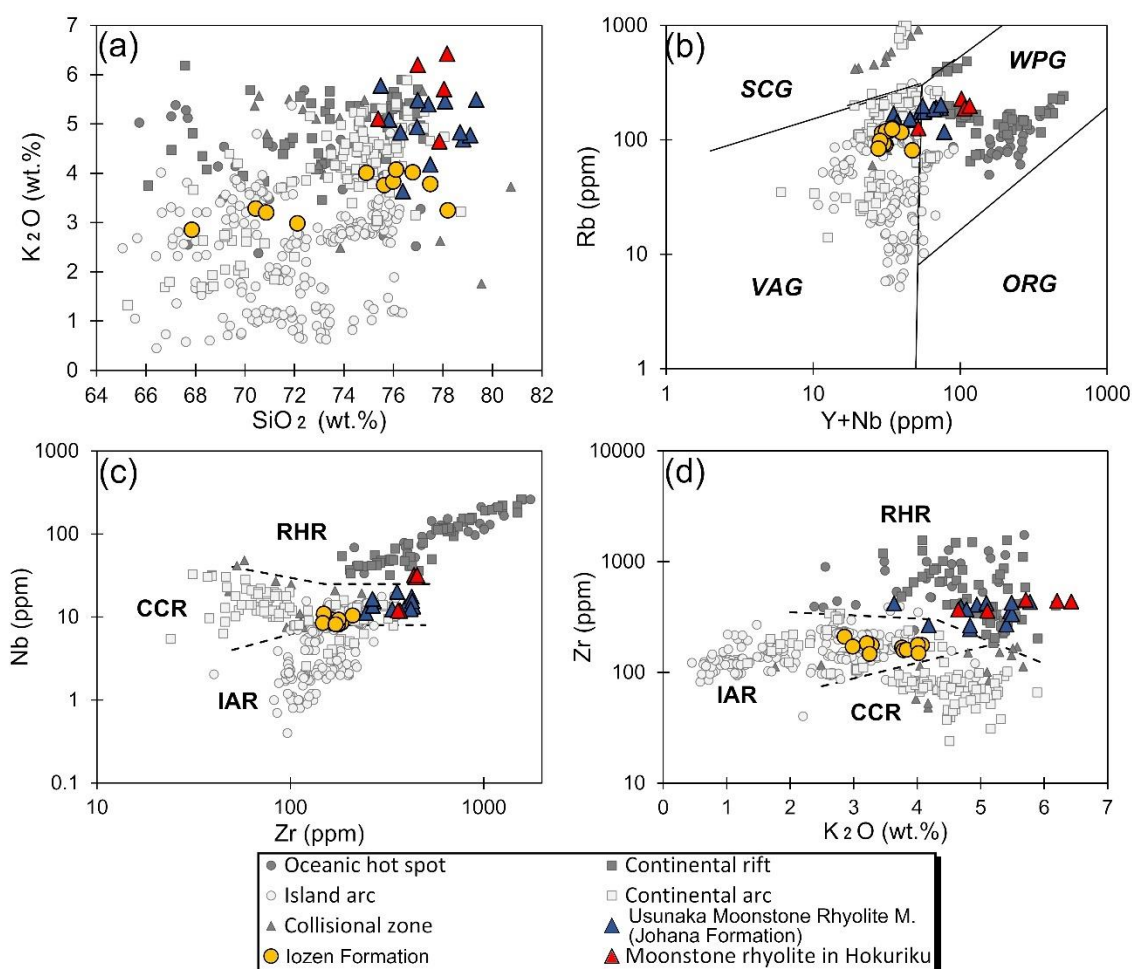 (a)
7
6
5
4
3
2
1
0
K₂O (wt.%)
64 66 68 70 72 74 76 78 80 82
SiO₂ (wt.%)
(b)
1000
100
10
1
Rb (ppm)
SCG
WPG
VAG
ORG
1 10 100 1000
Y+Nb (ppm)
(c)
1000
100
10
1
0.1
Nb (ppm)
RHR
CCR
IAR
10 100 1000
Zr (ppm)
(d)
10000
1000
100
10
Zr (ppm)
RHR
IAR
CCR
0 1 2 3 4 5 6 7
K₂O (wt.%)
Oceanic hot spot
Continental rift
Island arc
Continental arc
Collisional zone
Usunaka Moonstone Rhyolite M.
(Johana Formation)
Iozen Formation
Moonstone rhyolite in Hokuriku